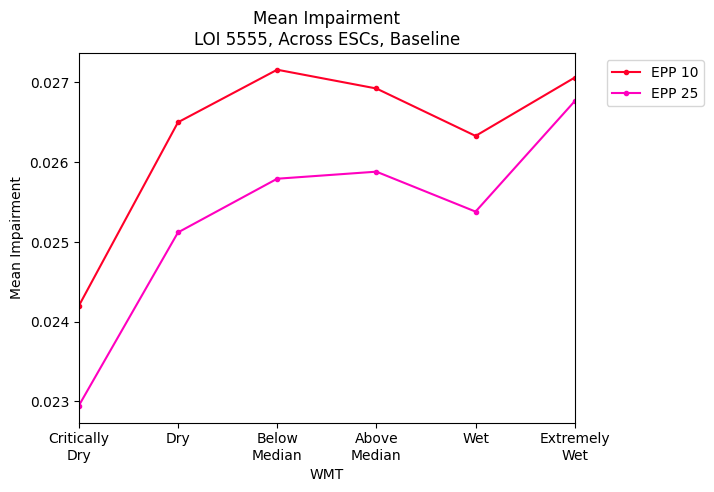 Mean Impairment
LOI 5555, Across ESCs, Baseline
EPP 10
EPP 25
Mean Impairment
0.027
0.026
0.025
0.024
0.023
Critically
Dry
Dry
Below
Median
Above
Median
Wet
Extremely
Wet
WMT